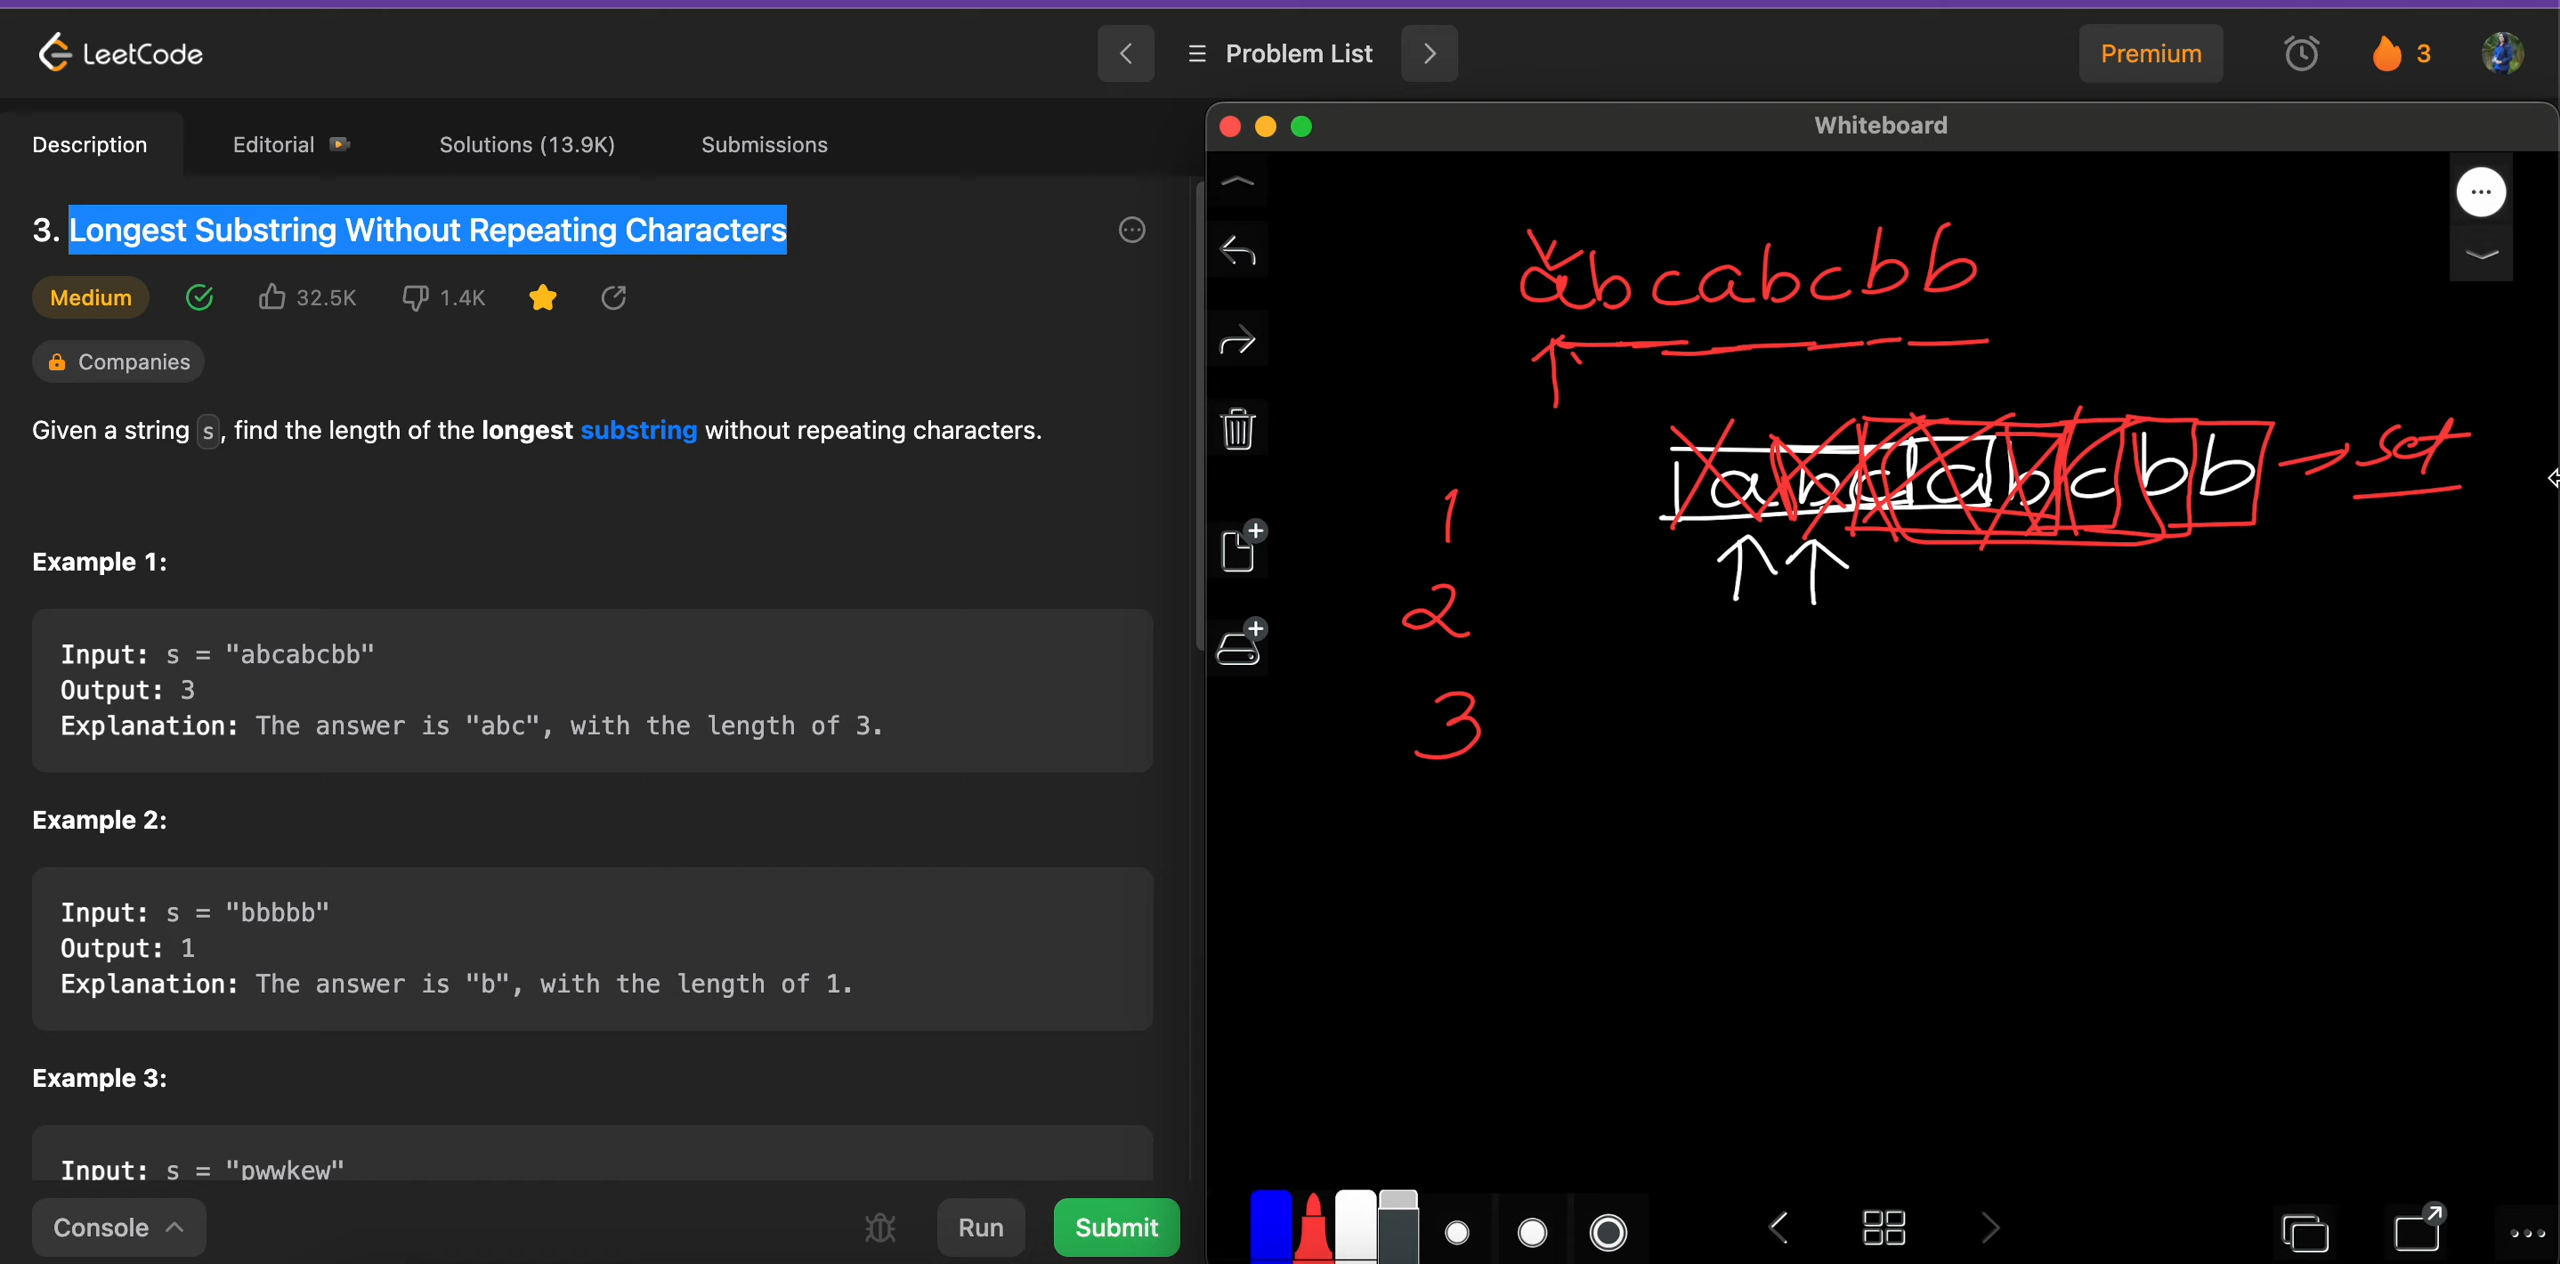 LeetCode
Problem List
Premium
3
Description
Editorial
Solutions (13.9K)
Submissions
3. Longest Substring Without Repeating Characters
Medium
32.5K
1.4K
Companies
Given a string s, find the length of the longest substring without repeating characters.
Example 1:
Input: s = "abcabcbb"
Output: 3
Explanation: The answer is "abc", with the length of 3.
Example 2:
Input: s = "bbbbb"
Output: 1
Explanation: The answer is "b", with the length of 1.
Example 3:
Input: s = "pwwkew"
Console
Run
Submit
Whiteboard
abcabcbb
abcabcbb → set
1
2
3